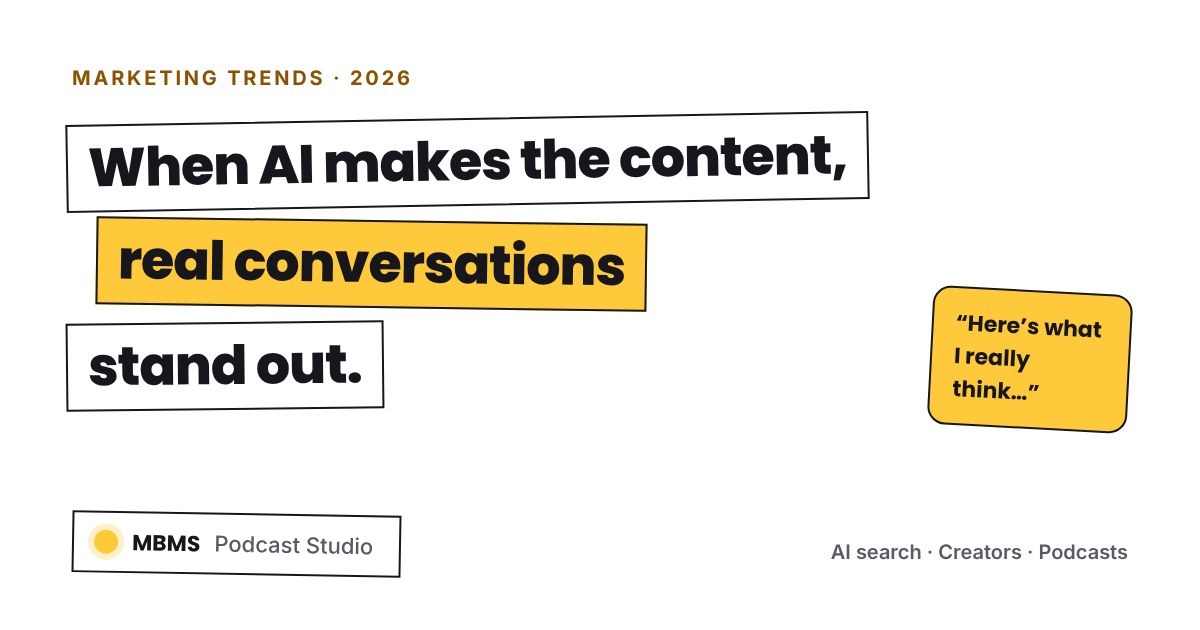 MARKETING TRENDS · 2026
When AI makes the content,
real conversations
stand out.
“Here’s what
I really
think…”
MBMS Podcast Studio
AI search · Creators · Podcasts